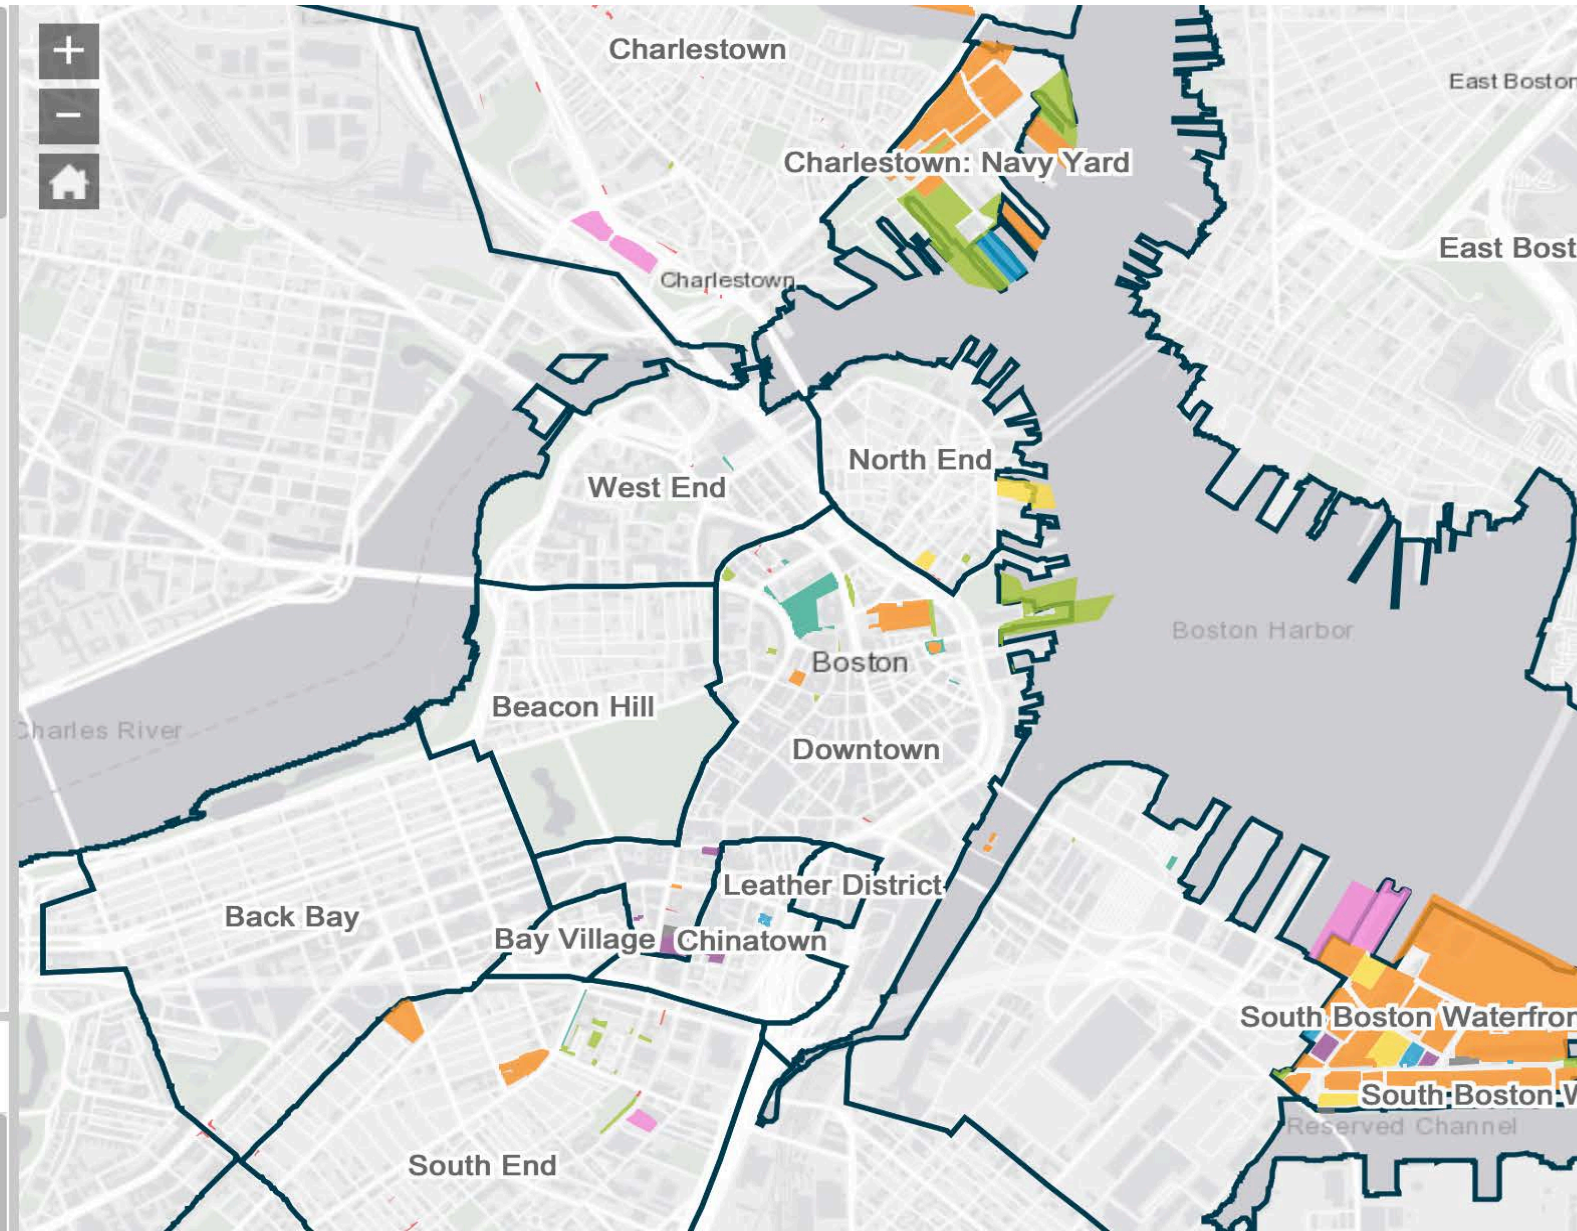 +
Charlestown
East Boston
−
Charlestown: Navy Yard
East Bost
Charlestown
North End
West End
Boston Harbor
Boston
Beacon Hill
Charles River
Downtown
Leather District
Back Bay
Bay Village
Chinatown
South Boston Waterfron
South Boston W
Reserved Channel
South End